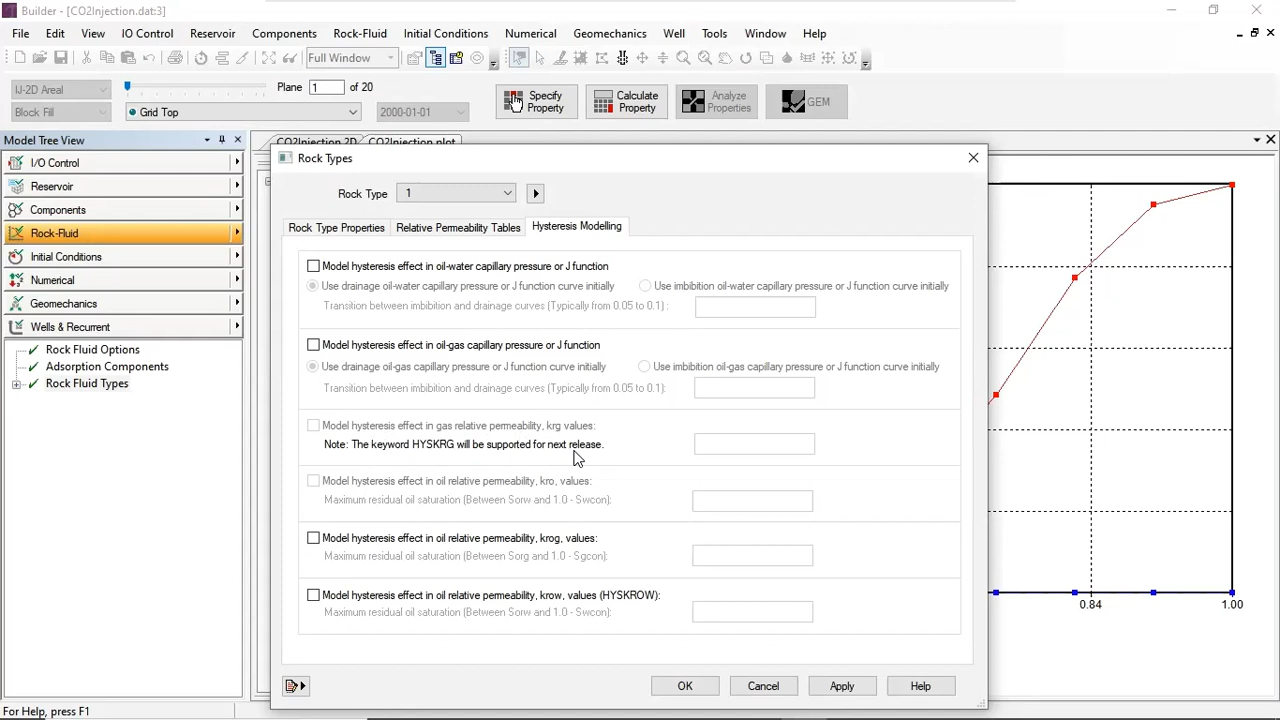 Builder - [CO2Injection.dat:3]
File Edit View IO Control Reservoir Components Rock-Fluid Initial Conditions Numerical Geomechanics Well Tools Window Help
Full Window
IJ-2D Areal Plane 1 of 20
Block Fill Grid Top 2000-01-01
Specify Property
Calculate Property
Analyze Properties
GEM
Model Tree View
CO2Injection 2D CO2Injection plot
I/O Control
Reservoir
Components
Rock-Fluid
Initial Conditions
Numerical
Geomechanics
Wells & Recurrent
Rock Fluid Options
Adsorption Components
Rock Fluid Types
Rock Types
Rock Type 1
Rock Type Properties Relative Permeability Tables Hysteresis Modelling
Model hysteresis effect in oil-water capillary pressure or J function
Use drainage oil-water capillary pressure or J function curve initially Use imbibition oil-water capillary pressure or J function curve initially
Transition between imbibition and drainage curves (Typically from 0.05 to 0.1) :
Model hysteresis effect in oil-gas capillary pressure or J function
Use drainage oil-gas capillary pressure or J function curve initially Use imbibition oil-gas capillary pressure or J function curve initially
Transition between imbibition and drainage curves (Typically from 0.05 to 0.1):
Model hysteresis effect in gas relative permeability, krg values:
Note: The keyword HYSKRG will be supported for next release.
Model hysteresis effect in oil relative permeability, kro, values:
Maximum residual oil saturation (Between Sorw and 1.0 - Swcon):
Model hysteresis effect in oil relative permeability, krog, values:
Maximum residual oil saturation (Between Sorg and 1.0 - Sgcon):
Model hysteresis effect in oil relative permeability, krow, values (HYSKROW):
Maximum residual oil saturation (Between Sorw and 1.0 - Swcon):
OK Cancel Apply Help
0.84 1.00
For Help, press F1